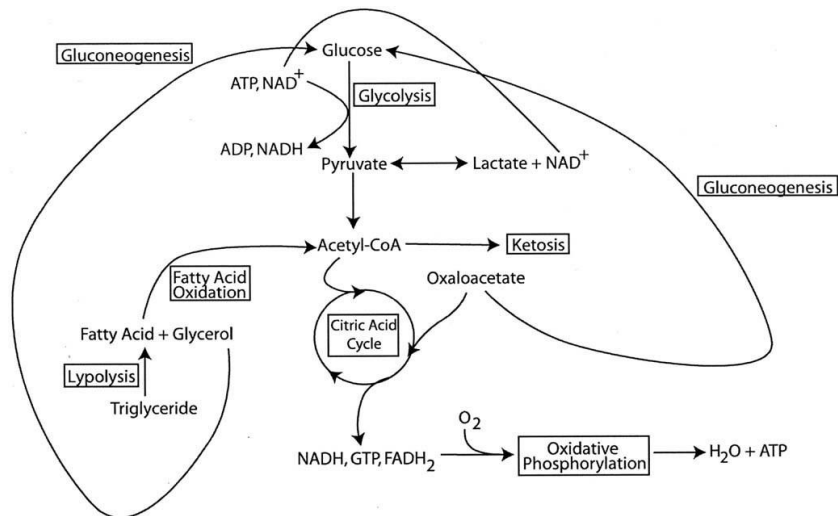 Gluconeogenesis
Glucose
ATP, NAD+
Glycolysis
ADP, NADH
Pyruvate
Lactate + NAD+
Gluconeogenesis
Acetyl-CoA
Ketosis
Fatty Acid
Oxidation
Oxaloacetate
Citric Acid
Cycle
Fatty Acid + Glycerol
Lypolysis
Triglyceride
O2
NADH, GTP, FADH2
Oxidative
Phosphorylation
H2O + ATP